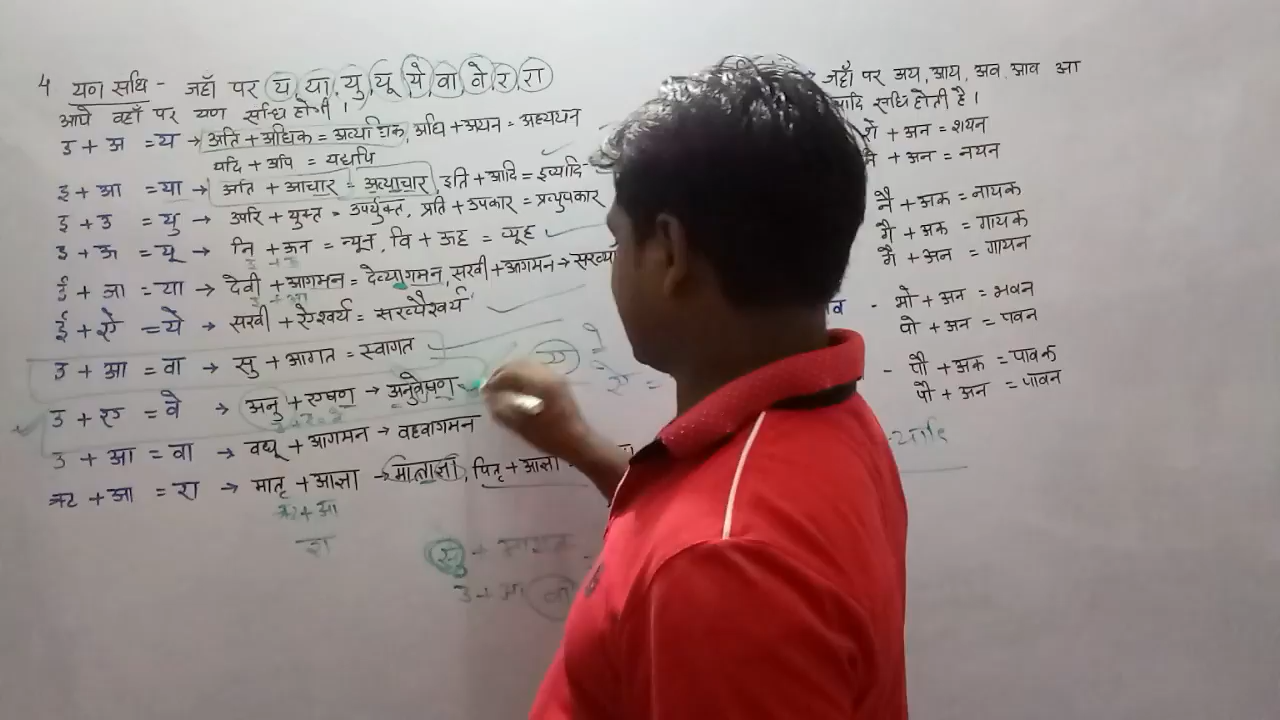 4 यण सधि - जहाँ पर य, या, यु, यू, ये, वा, वे, र, रा
आये वहाँ पर यण सन्धि होती ।
इ + अ = य → अति + अधिक = अत्याधिक, अधि + अयन = अध्ययन
यदि + अपि = यद्यपि
इ + आ = या → अति + आचार = अत्याचार, इति + आदि = इत्यादि
इ + उ = यु → उपरि + युक्त = उपर्युक्त, प्रति + उपकार = प्रत्युपकार
इ + ऊ = यू → नि + ऊन = न्यून, वि + ऊह = व्यूह
ई + आ = या → देवी + आगमन = देव्यागमन, सखी + आगमन → सख्या
ई + ऐ = ये → सखी + ऐश्वर्य = सख्यैश्वर्य
उ + आ = वा → सु + आगत = स्वागत
उ + ए = वे → अनु + एषण → अनुवेषण
उ + आ = वा → वधू + आगमन → वध्वागमन
ऋ + आ = रा → मातृ + आज्ञा → मात्राज्ञा, पितृ + आज्ञा =
ऋ + आ
रा
सु +
उ + आ वा
जहाँ पर अय, आय, अव, आव आ
सधि होती है ।
+ अन = शयन
+ अन = नयन
नै + अक = नायक
गै + अक = गायक
गै + अन = गायन
- भो + अन = भवन
पो + अन = पवन
- पौ + अक = पावक
पौ + अन = पावन